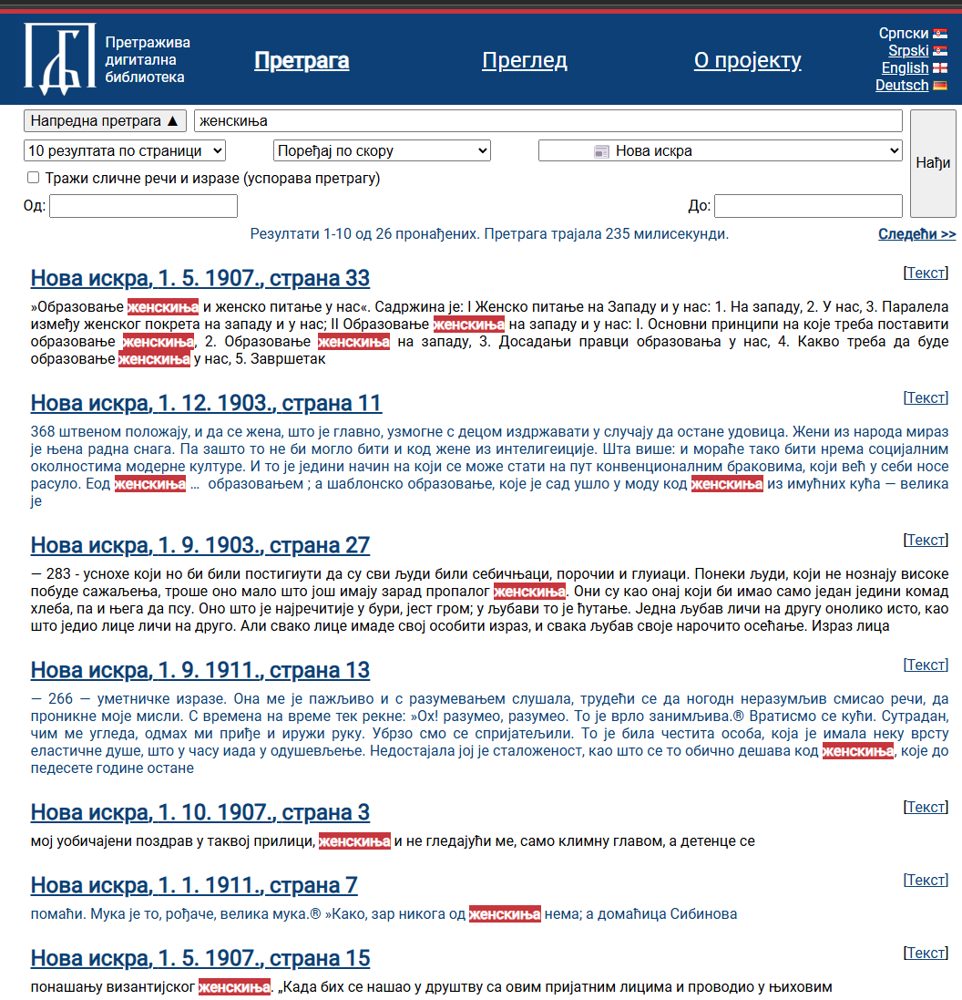 Претражива
дигитална
библиотека
Претрага
Преглед
О пројекту
Српски
Srpski
English
Deutsch
Напредна претрага ▲
женскиња
Нађи
10 резултата по страници
Поређај по скору
Нова искра
Тражи сличне речи и изразе (успорава претрагу)
Од:
До:
Резултати 1-10 од 26 пронађених. Претрага трајала 235 милисекунди.
Следећи >>
Нова искра, 1. 5. 1907., страна 33
[Текст]
»Образовање женскиња и женско питање у нас«. Садржина је: I Женско питање на Западу и у нас: 1. На западу, 2. У нас, 3. Паралела
између женског покрета на западу и у нас; II Образовање женскиња на западу и у нас: I. Основни принципи на које треба поставити
образовање женскиња, 2. Образовање женскиња на западу, 3. Досадањи правци образовања у нас, 4. Какво треба да буде
образовање женскиња у нас, 5. Завршетак
Нова искра, 1. 12. 1903., страна 11
[Текст]
368 штвеном положају, и да се жена, што је главно, узмогне с децом издржавати у случају да остане удовица. Жени из народа мираз
је њена радна снага. Па зашто то не би могло бити и код жене из интелигеиције. Шта више: и мораће тако бити нрема социјалним
околностима модерне културе. И то је једини начин на који се може стати на пут конвенционалним браковима, који већ у себи носе
расуло. Еод женскиња ... образовањем ; а шаблонско образовање, које је сад ушло у моду код женскиња из имућних кућа — велика
је
Нова искра, 1. 9. 1903., страна 27
[Текст]
— 283 - уснохе који но би били постигиути да су сви људи били себичњаци, порочии и глуиаци. Понеки људи, који не нознају високе
побуде сажаљења, троше оно мало што још имају зарад пропалог женскиња. Они су као онај који би имао само један једини комад
хлеба, па и њега да псу. Оно што је најречитије у бури, јест гром; у љубави то је ћутање. Једна љубав личи на другу онолико исто, као
што једио лице личи на друго. Али свако лице имаде свој особити израз, и свака љубав своје нарочито осећање. Израз лица
Нова искра, 1. 9. 1911., страна 13
[Текст]
— 266 — уметничке изразе. Она ме је пажљиво и с разумевањем слушала, трудећи се да ногодн неразумљив смисао речи, да
проникне моје мисли. С времена на време тек рекне: »Ох! разумео, разумео. То је врло занимљива.® Вратисмо се кући. Сутрадан,
чим ме угледа, одмах ми приђе и иружи руку. Убрзо смо се спријатељили. То је била честита особа, која је имала неку врсту
еластичне душе, што у часу иада у одушевљење. Недостајала јој је сталоженост, као што се то обично дешава код женскиња, које до
педесете године остане
Нова искра, 1. 10. 1907., страна 3
[Текст]
мој уобичајени поздрав у таквој прилици, женскиња и не гледајући ме, само климну главом, а детенце се
Нова искра, 1. 1. 1911., страна 7
[Текст]
помаћи. Мука је то, рођаче, велика мука.® »Како, зар никога од женскиња нема; а домаћица Сибинова
Нова искра, 1. 5. 1907., страна 15
[Текст]
понашању византијског женскиња. „Када бих се нашао у друштву са овим пријатним лицима и проводио у њиховим